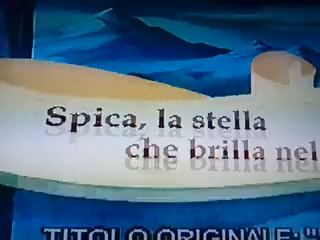 Spica, la stella
che brilla nel
TITOLO ORIGINALE: "